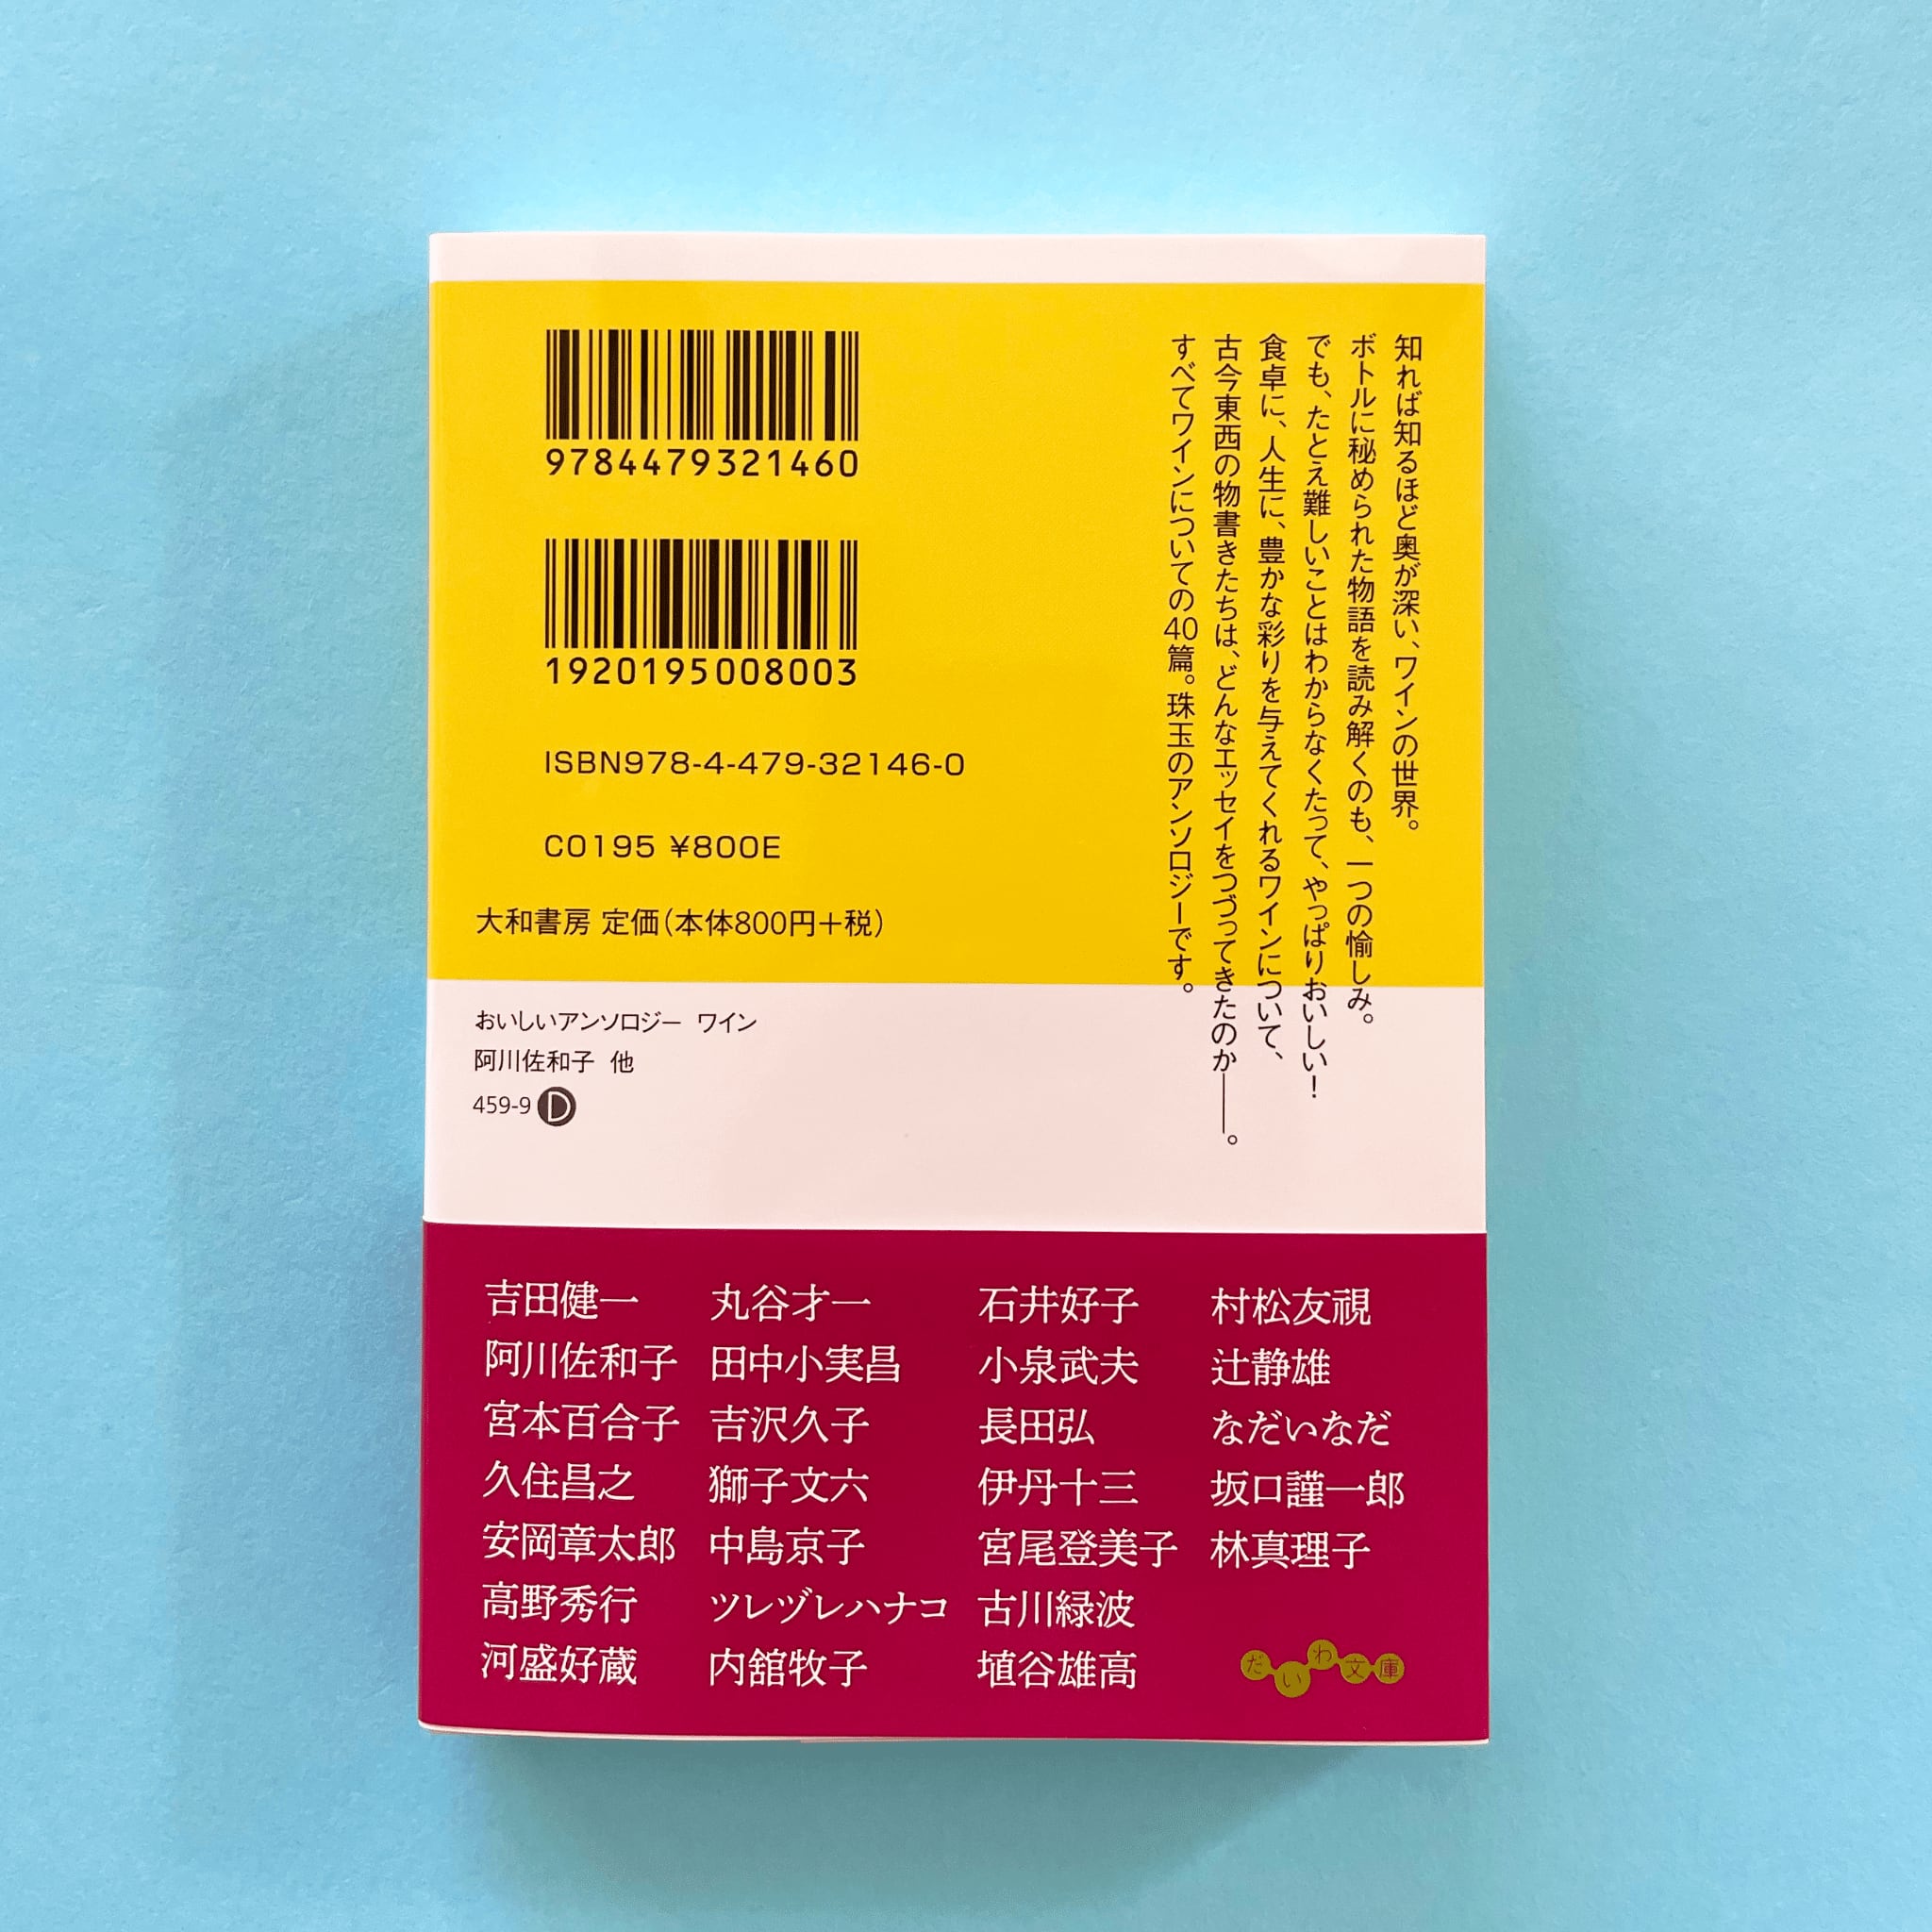 知れば知るほど奥が深い、ワインの世界。
ボトルに秘められた物語を読み解くのも、一つの愉しみ。
でも、たとえ難しいことはわからなくたって、やっぱりおいしい！
食卓に、人生に、豊かな彩りを与えてくれるワインについて、
古今東西の物書きたちは、どんなエッセイをつづってきたのか――。
すべてワインについての40篇。珠玉のアンソロジーです。
9784479321460
1920195008003
ISBN978-4-479-32146-0
C0195 ¥800E
大和書房 定価（本体800円＋税）
おいしいアンソロジー ワイン
阿川佐和子 他
459-9 D
吉田健一 丸谷才一 石井好子 村松友視
阿川佐和子 田中小実昌 小泉武夫 辻静雄
宮本百合子 吉沢久子 長田弘 なだいなだ
久住昌之 獅子文六 伊丹十三 坂口謹一郎
安岡章太郎 中島京子 宮尾登美子 林真理子
高野秀行 ツレヅレハナコ 古川緑波
河盛好蔵 内舘牧子 埴谷雄高
だいわ文庫